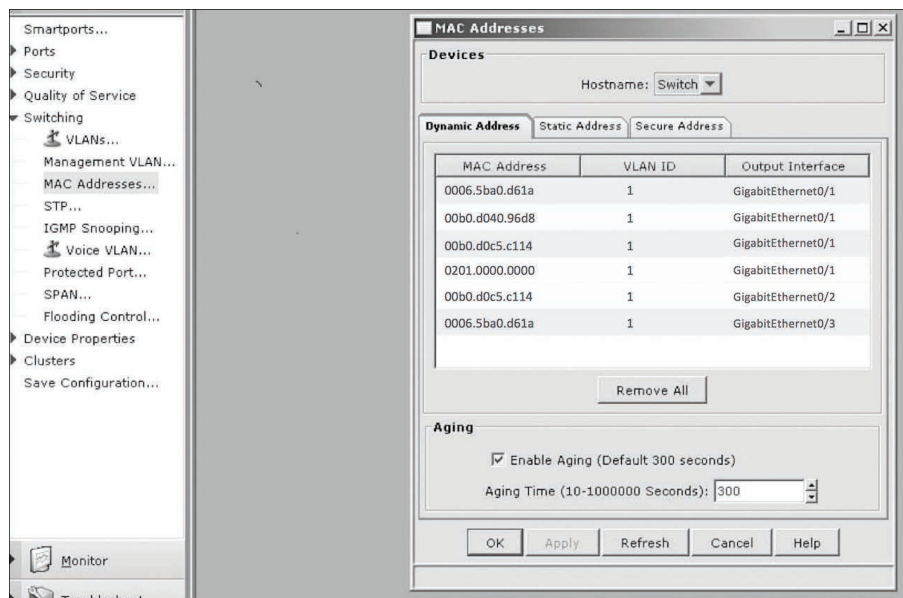 Smartports...
Ports
Security
Quality of Service
Switching
VLANs...
Management VLAN...
MAC Addresses...
STP...
IGMP Snooping...
Voice VLAN...
Protected Port...
SPAN...
Flooding Control...
Device Properties
Clusters
Save Configuration...
Monitor
MAC Addresses
Devices
Hostname: Switch
Dynamic Address Static Address Secure Address
MAC Address VLAN ID Output Interface
0006.5ba0.d61a 1 GigabitEthernet0/1
00b0.d040.96d8 1 GigabitEthernet0/1
00b0.d0c5.c114 1 GigabitEthernet0/1
0201.0000.0000 1 GigabitEthernet0/1
00b0.d0c5.c114 1 GigabitEthernet0/2
0006.5ba0.d61a 1 GigabitEthernet0/3
Remove All
Aging
Enable Aging (Default 300 seconds)
Aging Time (10-1000000 Seconds): 300
OK Apply Refresh Cancel Help